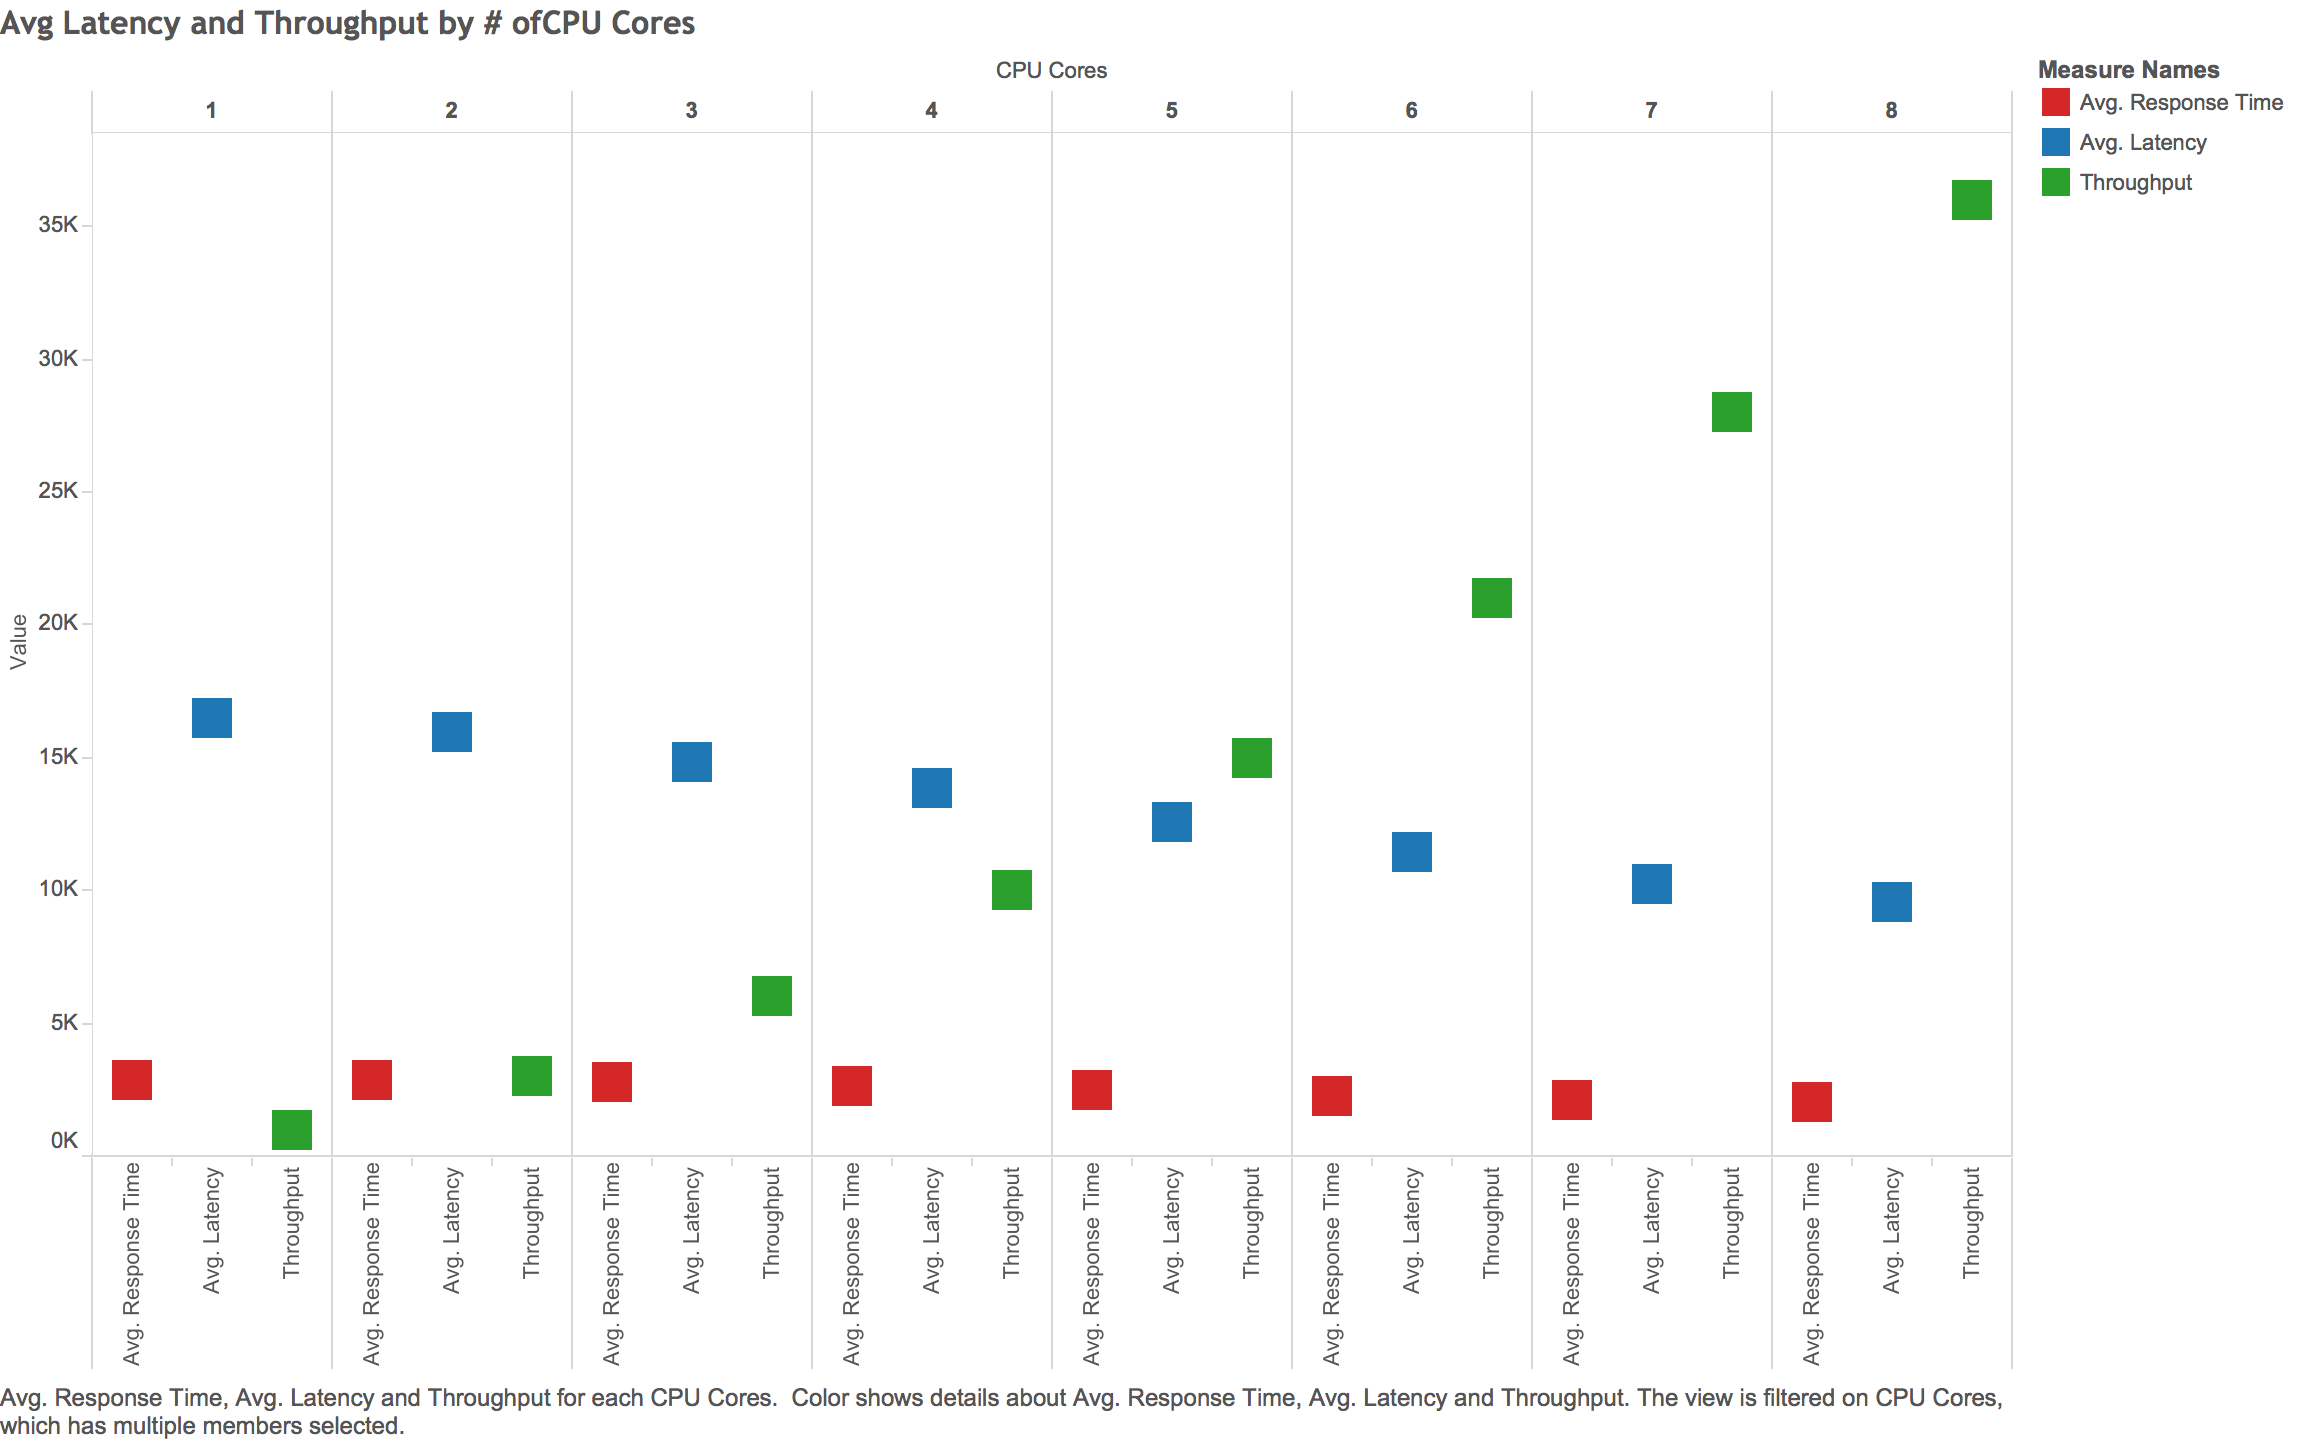 Avg Latency and Throughput by # ofCPU Cores
CPU Cores
Measure Names
1 2 3 4 5 6 7 8
Avg. Response Time
Avg. Latency
Throughput
35K
30K
25K
20K
15K
10K
5K
0K
Value
Avg. Response Time
Avg. Latency
Throughput
Avg. Response Time
Avg. Latency
Throughput
Avg. Response Time
Avg. Latency
Throughput
Avg. Response Time
Avg. Latency
Throughput
Avg. Response Time
Avg. Latency
Throughput
Avg. Response Time
Avg. Latency
Throughput
Avg. Response Time
Avg. Latency
Throughput
Avg. Response Time
Avg. Latency
Throughput
Avg. Response Time, Avg. Latency and Throughput for each CPU Cores.  Color shows details about Avg. Response Time, Avg. Latency and Throughput. The view is filtered on CPU Cores,
which has multiple members selected.